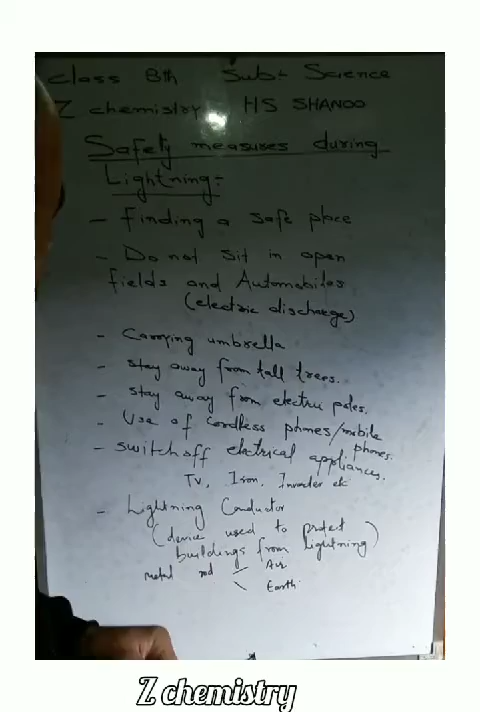 Class 8th Sub:- Science
Z chemistry HS SHANOO
Safety measures during
Lightning:-
- Finding a safe place
- Do not sit in open
fields and Automobiles
(electric discharge)
- Carrying umbrella
- stay away from tall trees.
- stay away from electric poles.
- Use of cordless phones/mobile
phones.
- switch off electrical appliances.
TV, Iron, Invader etc
- Lightning Conductor
(device used to protect
buildings from lightning)
metal rod - Air
\ Earth
Z chemistry